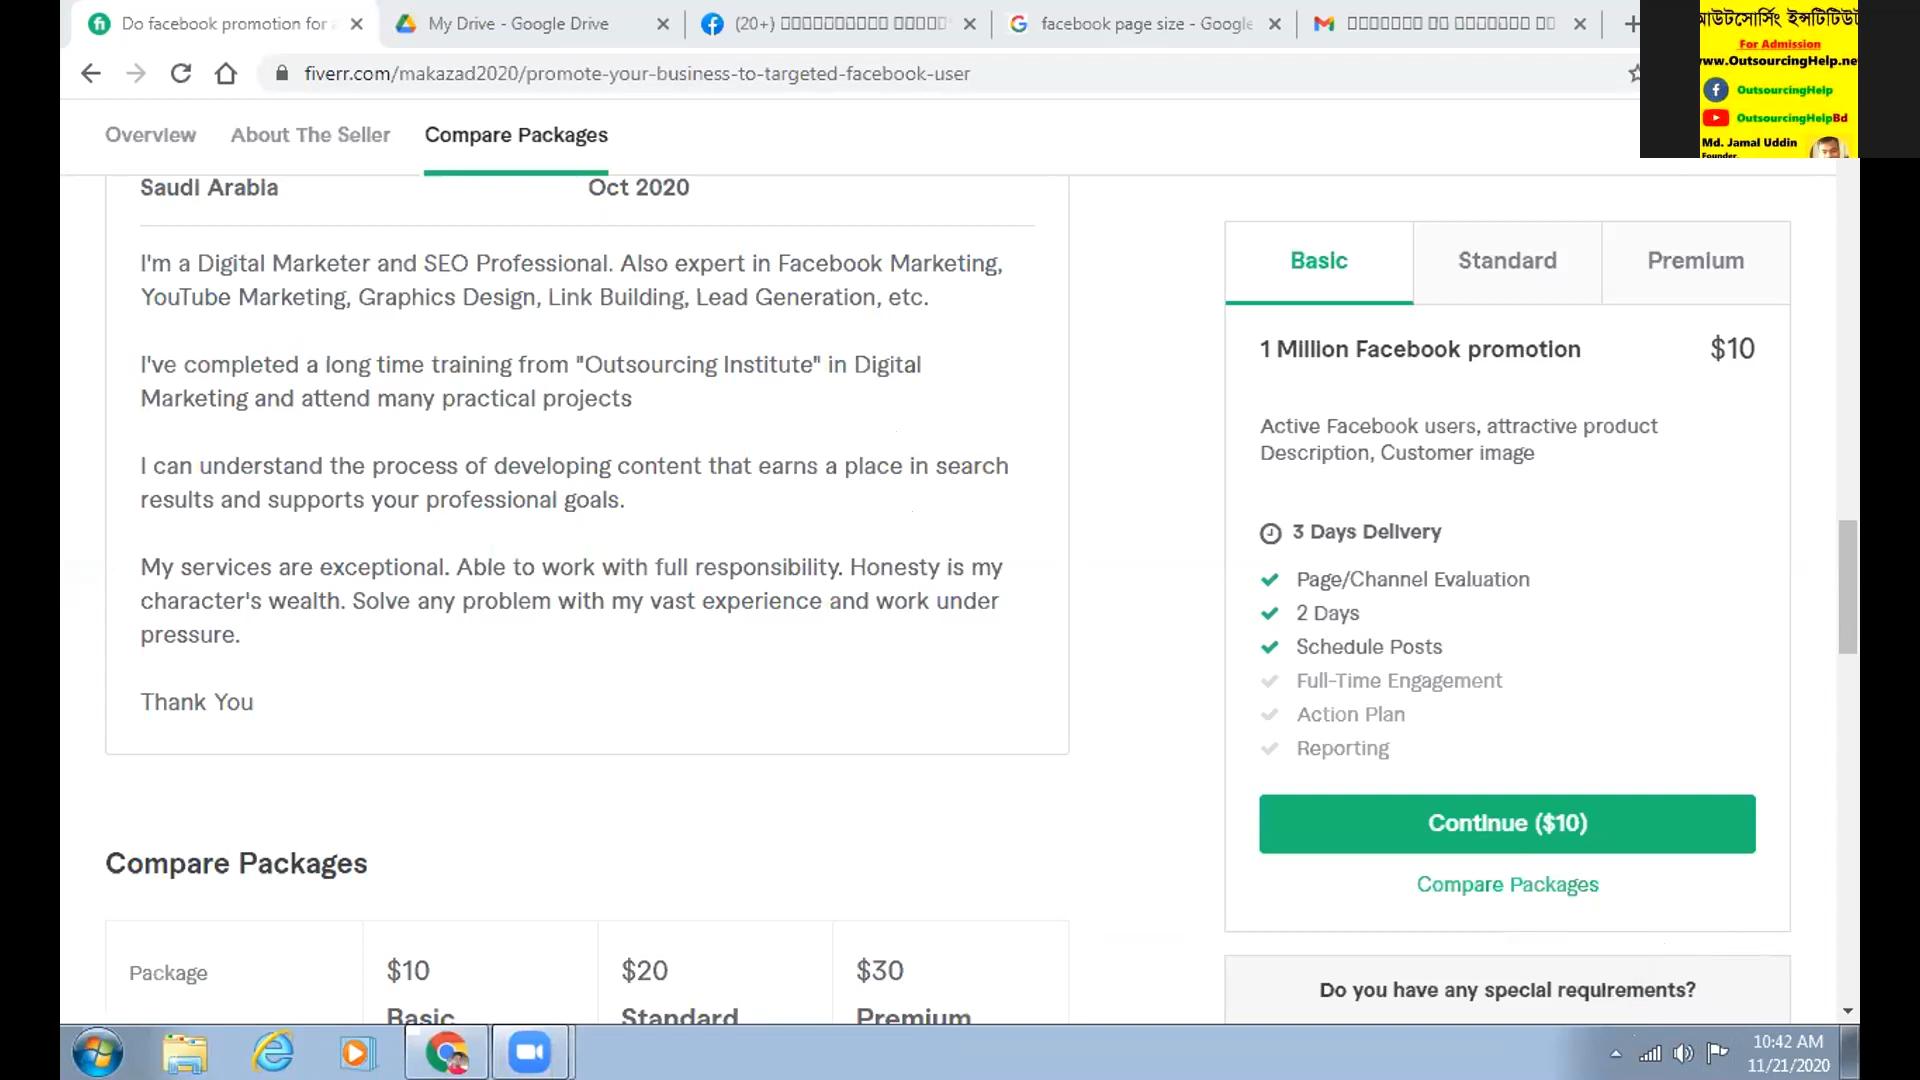 Do facebook promotion for a
My Drive - Google Drive
(20+)
facebook page size - Google
fiverr.com/makazad2020/promote-your-business-to-targeted-facebook-user
আউটসোর্সিং ইন্সটিটিউট
For Admission
www.OutsourcingHelp.ne
OutsourcingHelp
OutsourcingHelpBd
Md. Jamal Uddin
Founder,
Overview
About The Seller
Compare Packages
Saudi Arabia
Oct 2020
I'm a Digital Marketer and SEO Professional. Also expert in Facebook Marketing,
YouTube Marketing, Graphics Design, Link Building, Lead Generation, etc.
I've completed a long time training from "Outsourcing Institute" in Digital
Marketing and attend many practical projects
I can understand the process of developing content that earns a place in search
results and supports your professional goals.
My services are exceptional. Able to work with full responsibility. Honesty is my
character's wealth. Solve any problem with my vast experience and work under
pressure.
Thank You
Compare Packages
Package
$10
$20
$30
Basic
Standard
Premium
Basic
Standard
Premium
1 Million Facebook promotion
$10
Active Facebook users, attractive product
Description, Customer image
3 Days Delivery
Page/Channel Evaluation
2 Days
Schedule Posts
Full-Time Engagement
Action Plan
Reporting
Continue ($10)
Compare Packages
Do you have any special requirements?
10:42 AM
11/21/2020